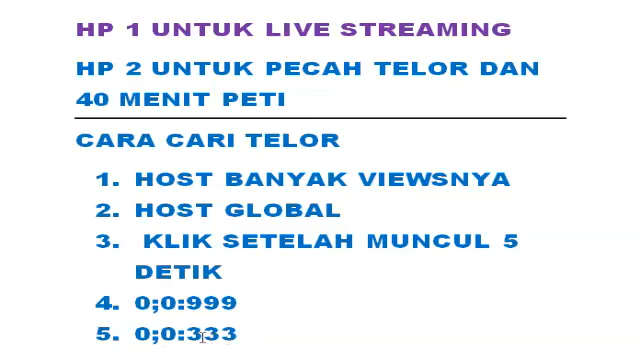 HP 1 UNTUK LIVE STREAMING
HP 2 UNTUK PECAH TELOR DAN
40 MENIT PETI
CARA CARI TELOR
1. HOST BANYAK VIEWSNYA
2. HOST GLOBAL
3. KLIK SETELAH MUNCUL 5
DETIK
4. 0;0:999
5. 0;0:333